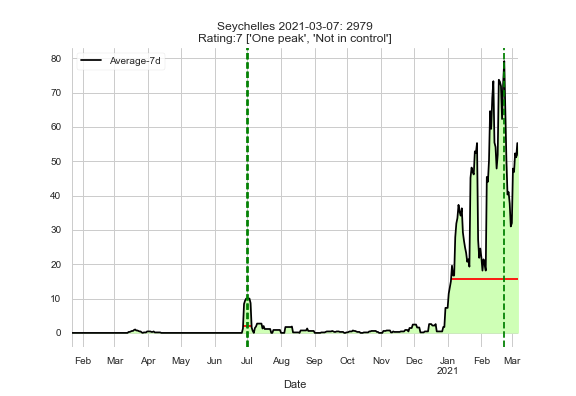 Seychelles 2021-03-07: 2979
Rating:7 ['One peak', 'Not in control']
Average-7d
80
70
60
50
40
30
20
10
0
Feb Mar Apr May Jun Jul Aug Sep Oct Nov Dec Jan Feb Mar
2021
Date